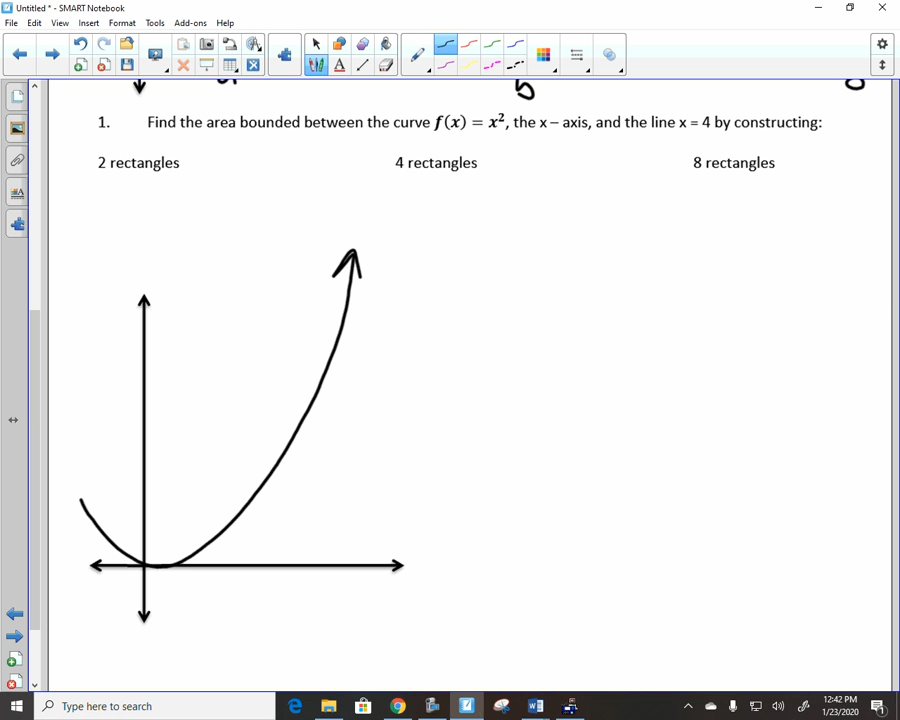 Untitled * - SMART Notebook
File Edit View Insert Format Tools Add-ons Help
1. Find the area bounded between the curve f(x) = x², the x – axis, and the line x = 4 by constructing:
2 rectangles 4 rectangles 8 rectangles
Type here to search
12:42 PM
1/23/2020